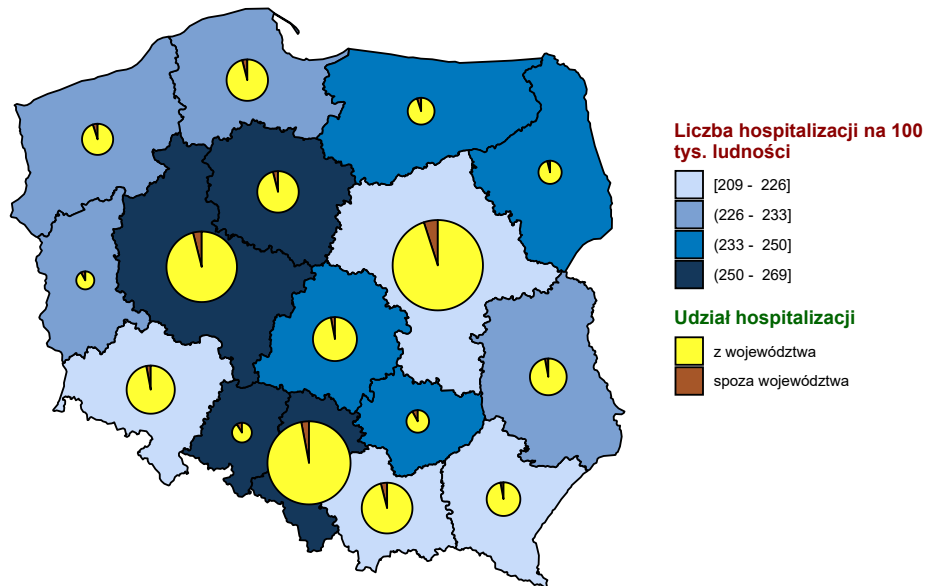 Liczba hospitalizacji na 100
tys. ludności
[209 - 226]
(226 - 233]
(233 - 250]
(250 - 269]
Udział hospitalizacji
z województwa
spoza województwa